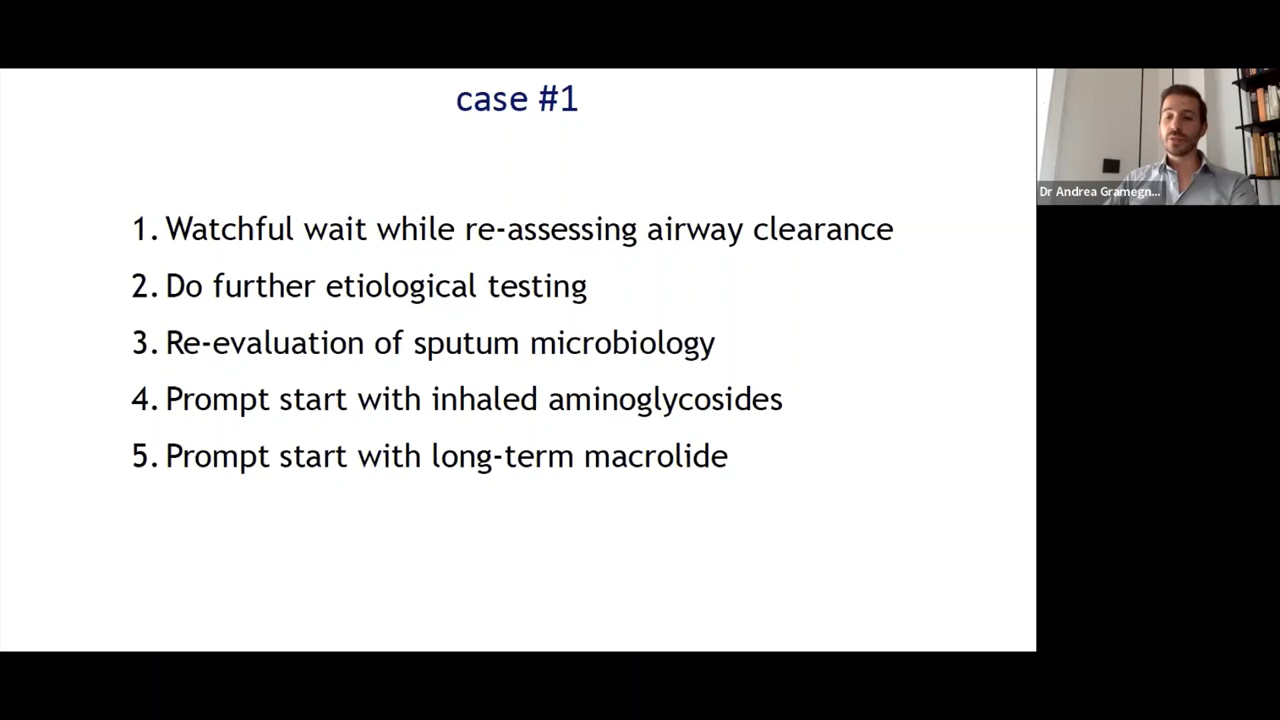 case #1
1. Watchful wait while re-assessing airway clearance
2. Do further etiological testing
3. Re-evaluation of sputum microbiology
4. Prompt start with inhaled aminoglycosides
5. Prompt start with long-term macrolide
Dr Andrea Gramegn...